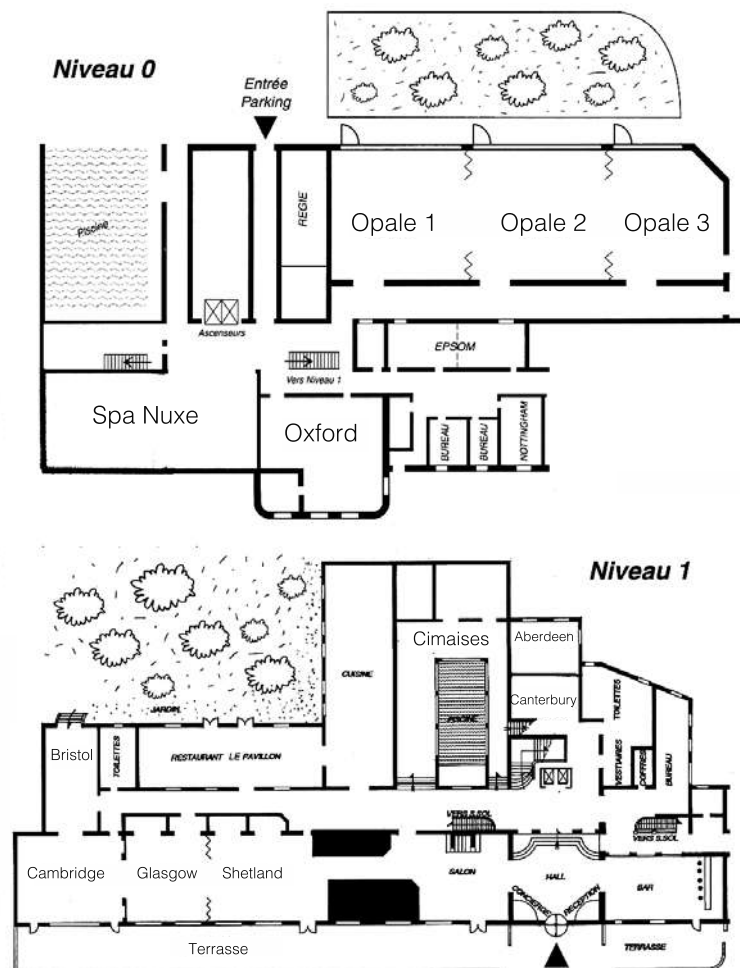 Niveau 0
Entrée
Parking
Piscine
REGIE
Opale 1
Opale 2
Opale 3
Ascenseurs
EPSOM
Vers Niveau 1
Spa Nuxe
Oxford
BUREAU
BUREAU
NOTTINGHAM
Niveau 1
Cimaises
Aberdeen
CUISINE
Canterbury
PISCINE
TOILETTES
JARDIN
Bristol
TOILETTES
RESTAURANT LE PAVILLON
VESTIAIRES
COFFRES
BUREAU
VERS S.SOL
VERS S.SOL
Cambridge
Glasgow
Shetland
SALON
HALL
BAR
CONCIERGE
RECEPTION
Terrasse
TERRASSE